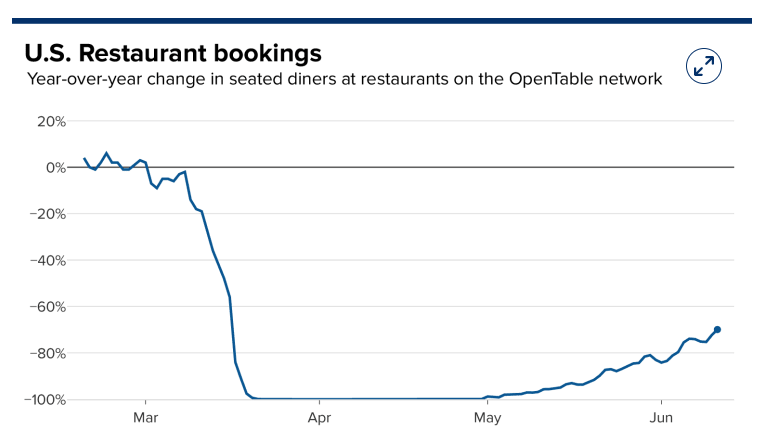 U.S. Restaurant bookings
Year-over-year change in seated diners at restaurants on the OpenTable network
20%
0%
−20%
−40%
−60%
−80%
−100%
Mar Apr May Jun